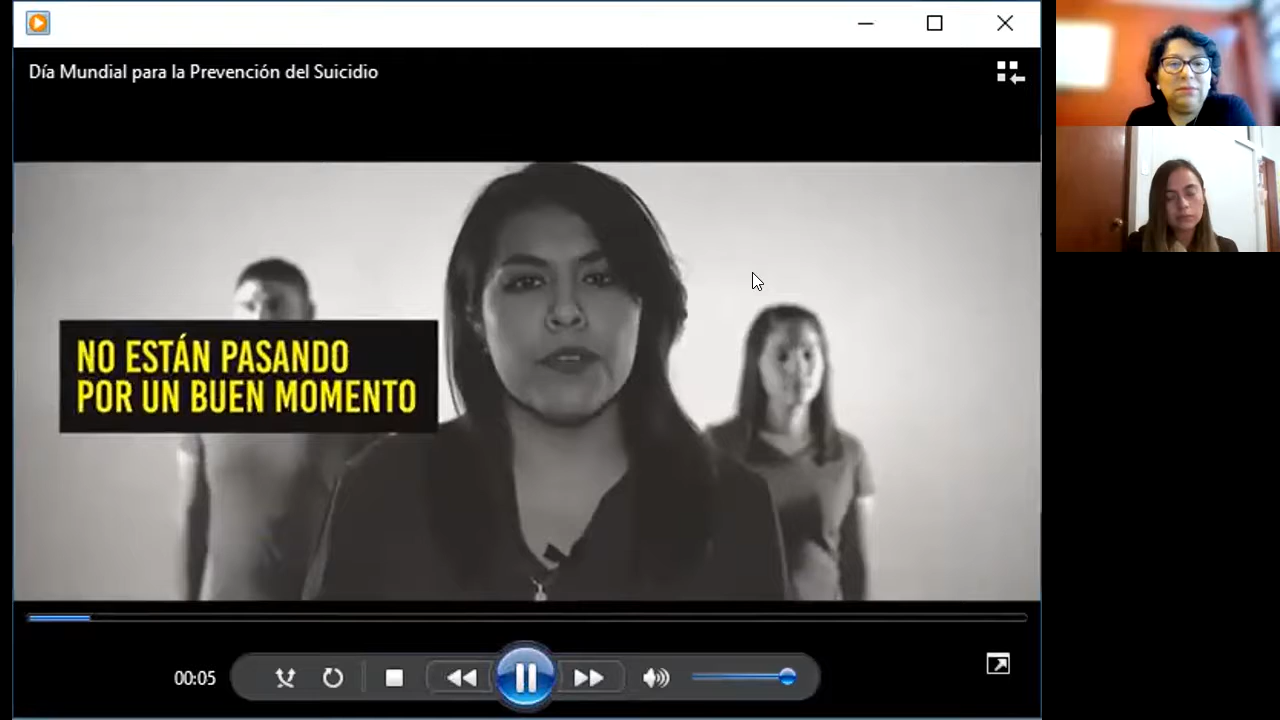 Día Mundial para la Prevención del Suicidio
NO ESTÁN PASANDO
POR UN BUEN MOMENTO
00:05